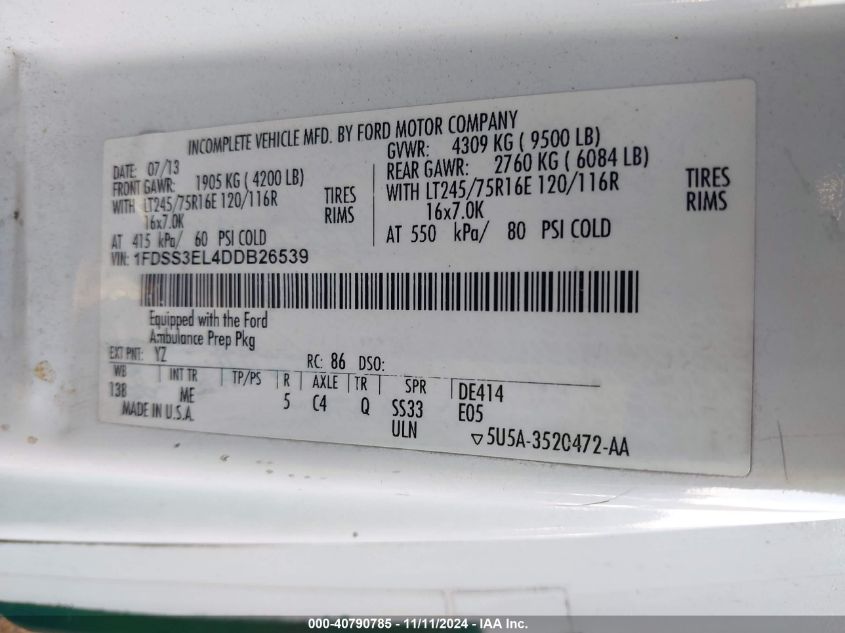 INCOMPLETE VEHICLE MFD. BY FORD MOTOR COMPANY
DATE: 07/13
FRONT GAWR: 1905 KG ( 4200 LB)
WITH LT245/75R16E 120/116R TIRES
16x7.0K RIMS
AT 415 kPa/ 60 PSI COLD
GVWR: 4309 KG ( 9500 LB)
REAR GAWR: 2760 KG ( 6084 LB)
WITH LT245/75R16E 120/116R TIRES
16x7.0K RIMS
AT 550 kPa/ 80 PSI COLD
VIN: 1FDSS3EL4DDB26539
Equipped with the Ford
Ambulance Prep Pkg
EXT PNT: YZ RC: 86 DSO:
WB INT TR TP/PS R AXLE TR SPR DE414
138 ME 5 C4 Q SS33 E05
MADE IN U.S.A. ULN ▽5U5A-3520472-AA
000-40790785 - 11/11/2024 - IAA Inc.